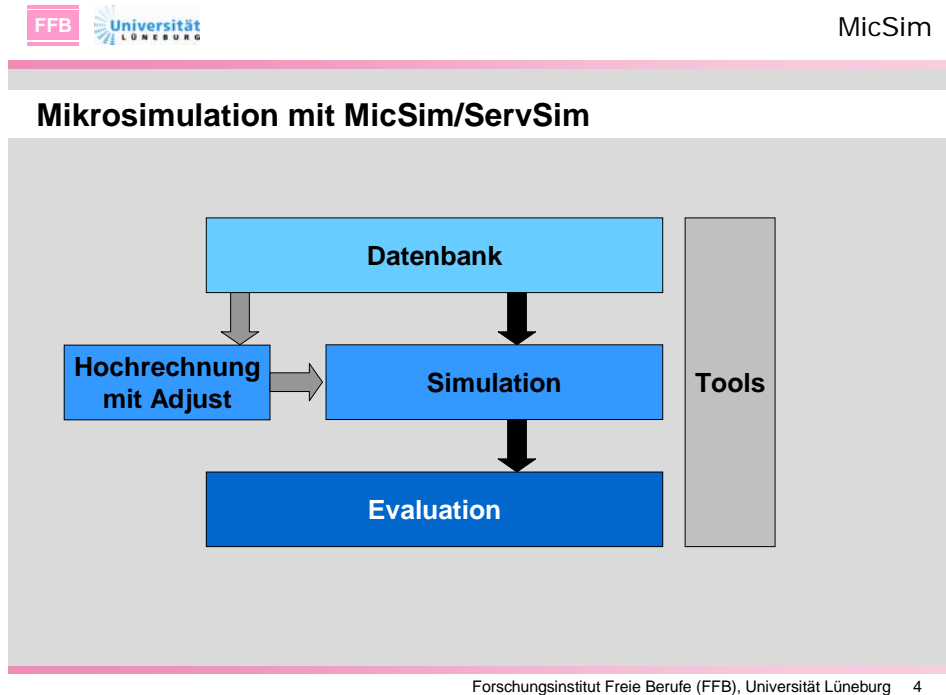 FFB
Universität
LÜNEBURG
MicSim
Mikrosimulation mit MicSim/ServSim
Datenbank
Hochrechnung
mit Adjust
Simulation
Tools
Evaluation
Forschungsinstitut Freie Berufe (FFB), Universität Lüneburg 4